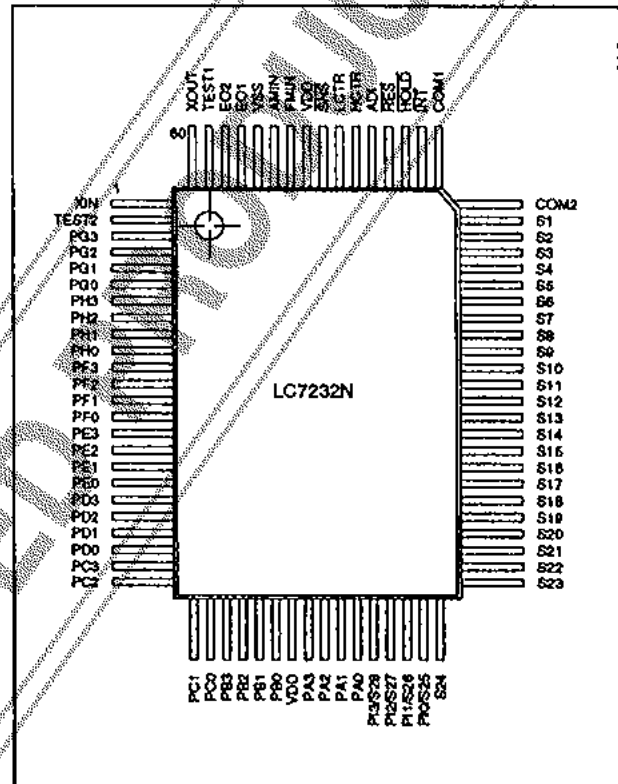 XOUT
TEST1
EO2
EO1
VSS
AMIN
FMIN
VDD
SNS
LCTR
HCTR
ADI
RES
HOLD
INT
COM1
60
XIN
TEST2
PG3
PG2
PG1
PG0
PH3
PH2
PH1
PH0
PF3
PF2
PF1
PF0
PE3
PE2
PE1
PE0
PD3
PD2
PD1
PD0
PC3
PC2
LC7232N
COM2
S1
S2
S3
S4
S5
S6
S7
S8
S9
S10
S11
S12
S13
S14
S15
S16
S17
S18
S19
S20
S21
S22
S23
PC1
PC0
PB3
PB2
PB1
PB0
VDD
PA3
PA2
PA1
PA0
PI3/S28
PI2/S27
PI1/S26
PI0/S25
S24